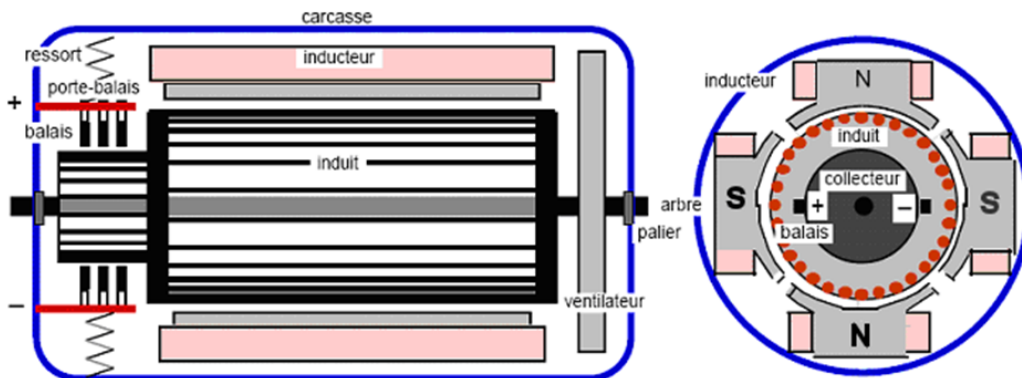 carcasse
ressort
inducteur
porte-balais
+
balais
induit
arbre
palier
ventilateur
–
inducteur
N
induit
S
collecteur
S
+
–
balais
N